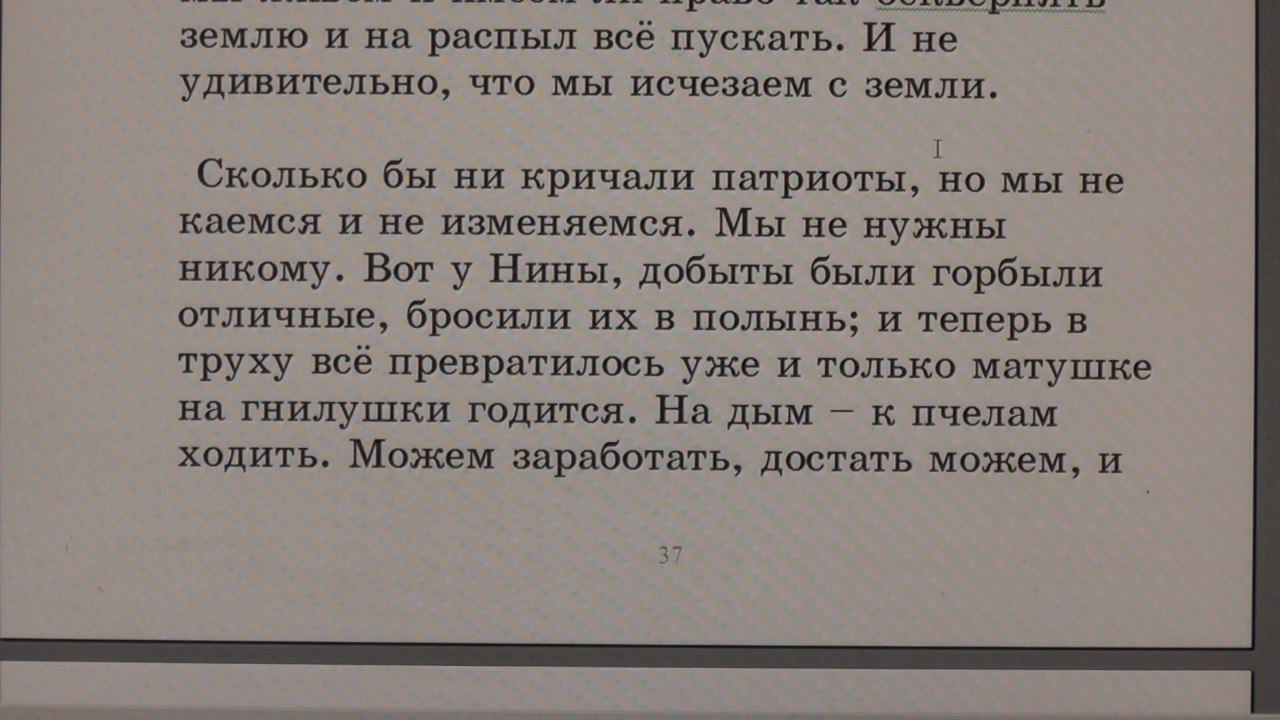 землю и на распыл всё пускать. И не
удивительно, что мы исчезаем с земли.
Сколько бы ни кричали патриоты, но мы не
каемся и не изменяемся. Мы не нужны
никому. Вот у Нины, добыты были горбыли
отличные, бросили их в полынь; и теперь в
труху всё превратилось уже и только матушке
на гнилушки годится. На дым – к пчелам
ходить. Можем заработать, достать можем, и
37